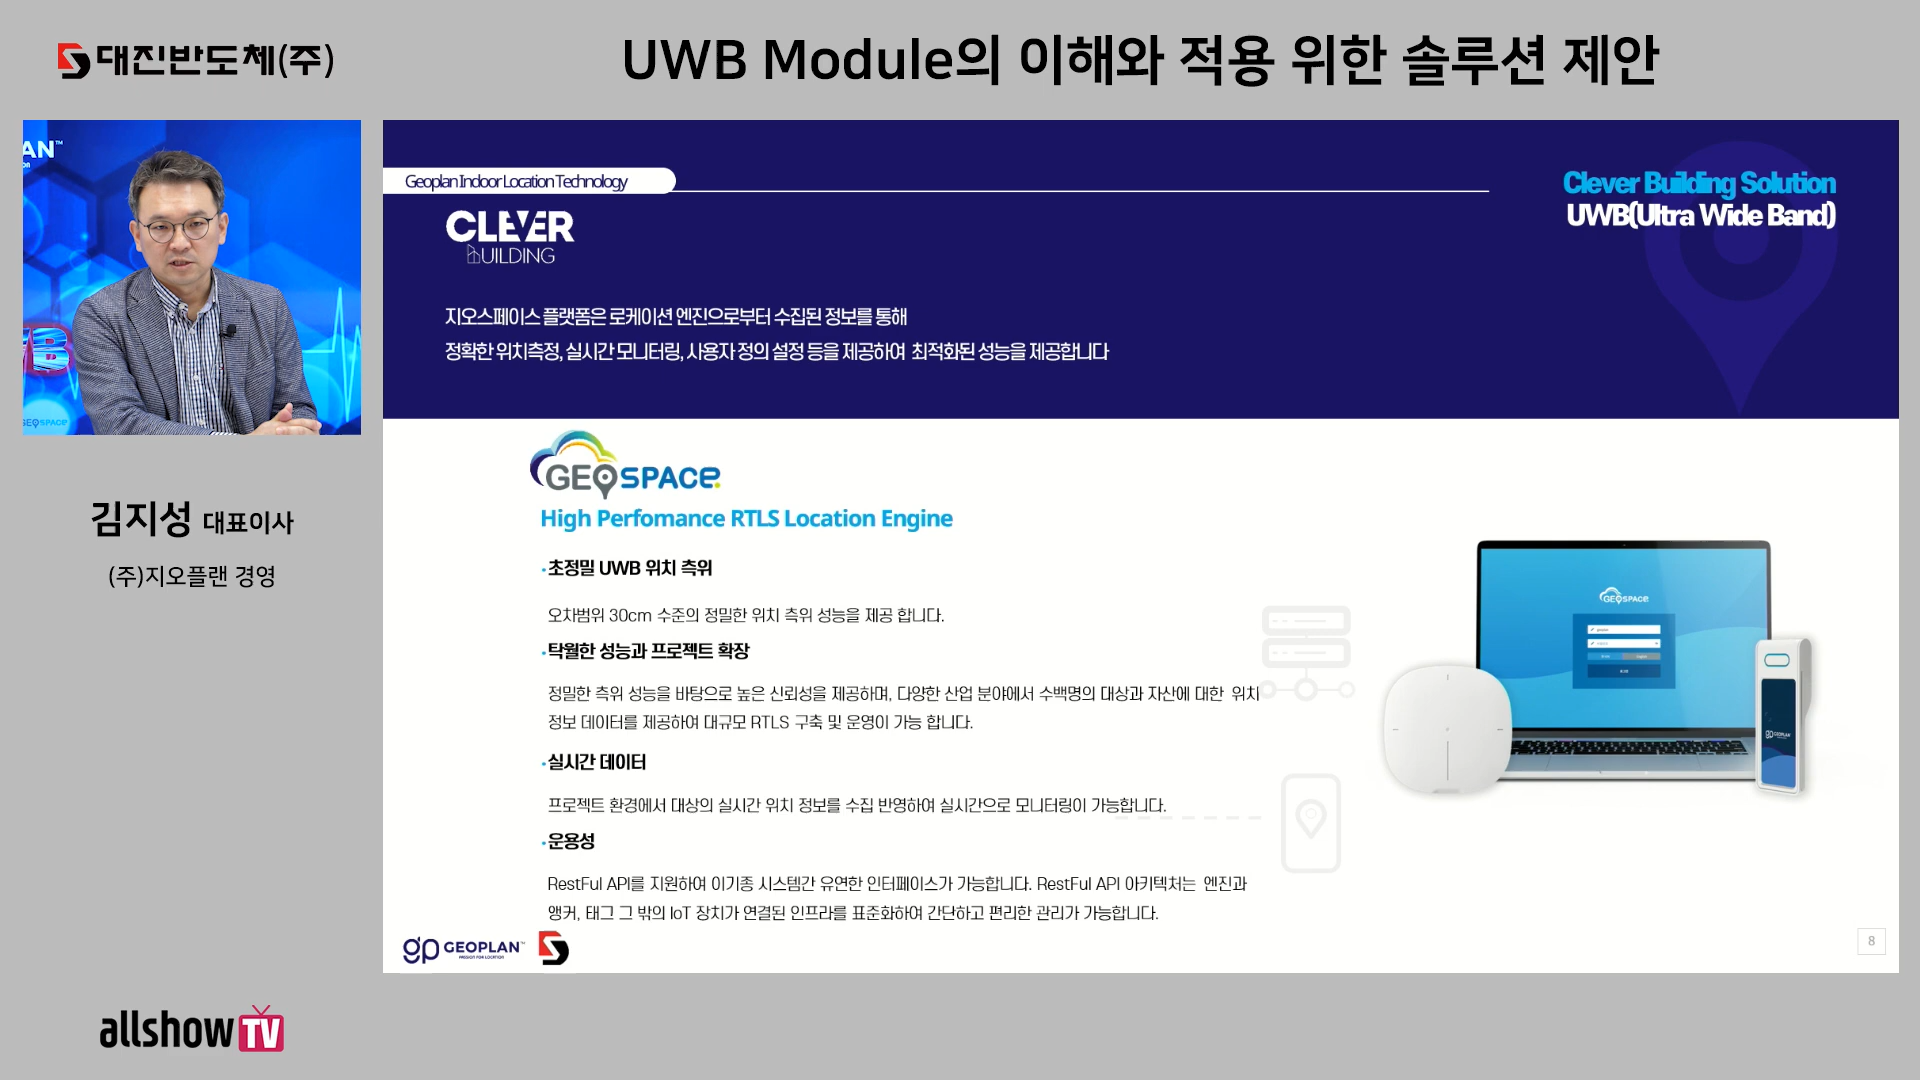 대진반도체(주)
UWB Module의 이해와 적용 위한 솔루션 제안
AN™
김지성 대표이사
(주)지오플랜 경영
allshowTV
Geoplan Indoor Location Technology
Clever Building Solution
UWB(Ultra Wide Band)
CLEVER
BUILDING
지오스페이스 플랫폼은 로케이션 엔진으로부터 수집된 정보를 통해
정확한 위치측정, 실시간 모니터링, 사용자 정의 설정 등을 제공하여 최적화된 성능을 제공합니다
GEOSPACE
High Perfomance RTLS Location Engine
·초정밀 UWB 위치 측위
오차범위 30cm 수준의 정밀한 위치 측위 성능을 제공 합니다.
·탁월한 성능과 프로젝트 확장
정밀한 측위 성능을 바탕으로 높은 신뢰성을 제공하며, 다양한 산업 분야에서 수백명의 대상과 자산에 대한 위치
정보 데이터를 제공하여 대규모 RTLS 구축 및 운영이 가능 합니다.
·실시간 데이터
프로젝트 환경에서 대상의 실시간 위치 정보를 수집 반영하여 실시간으로 모니터링이 가능합니다.
·운용성
RestFul API를 지원하여 이기종 시스템간 유연한 인터페이스가 가능합니다. RestFul API 아키텍처는 엔진과
앵커, 태그 그 밖의 IoT 장치가 연결된 인프라를 표준화하여 간단하고 편리한 관리가 가능합니다.
GEOSPACE
gp GEOPLAN
gp GEOPLAN™
PASSION FOR LOCATION
8